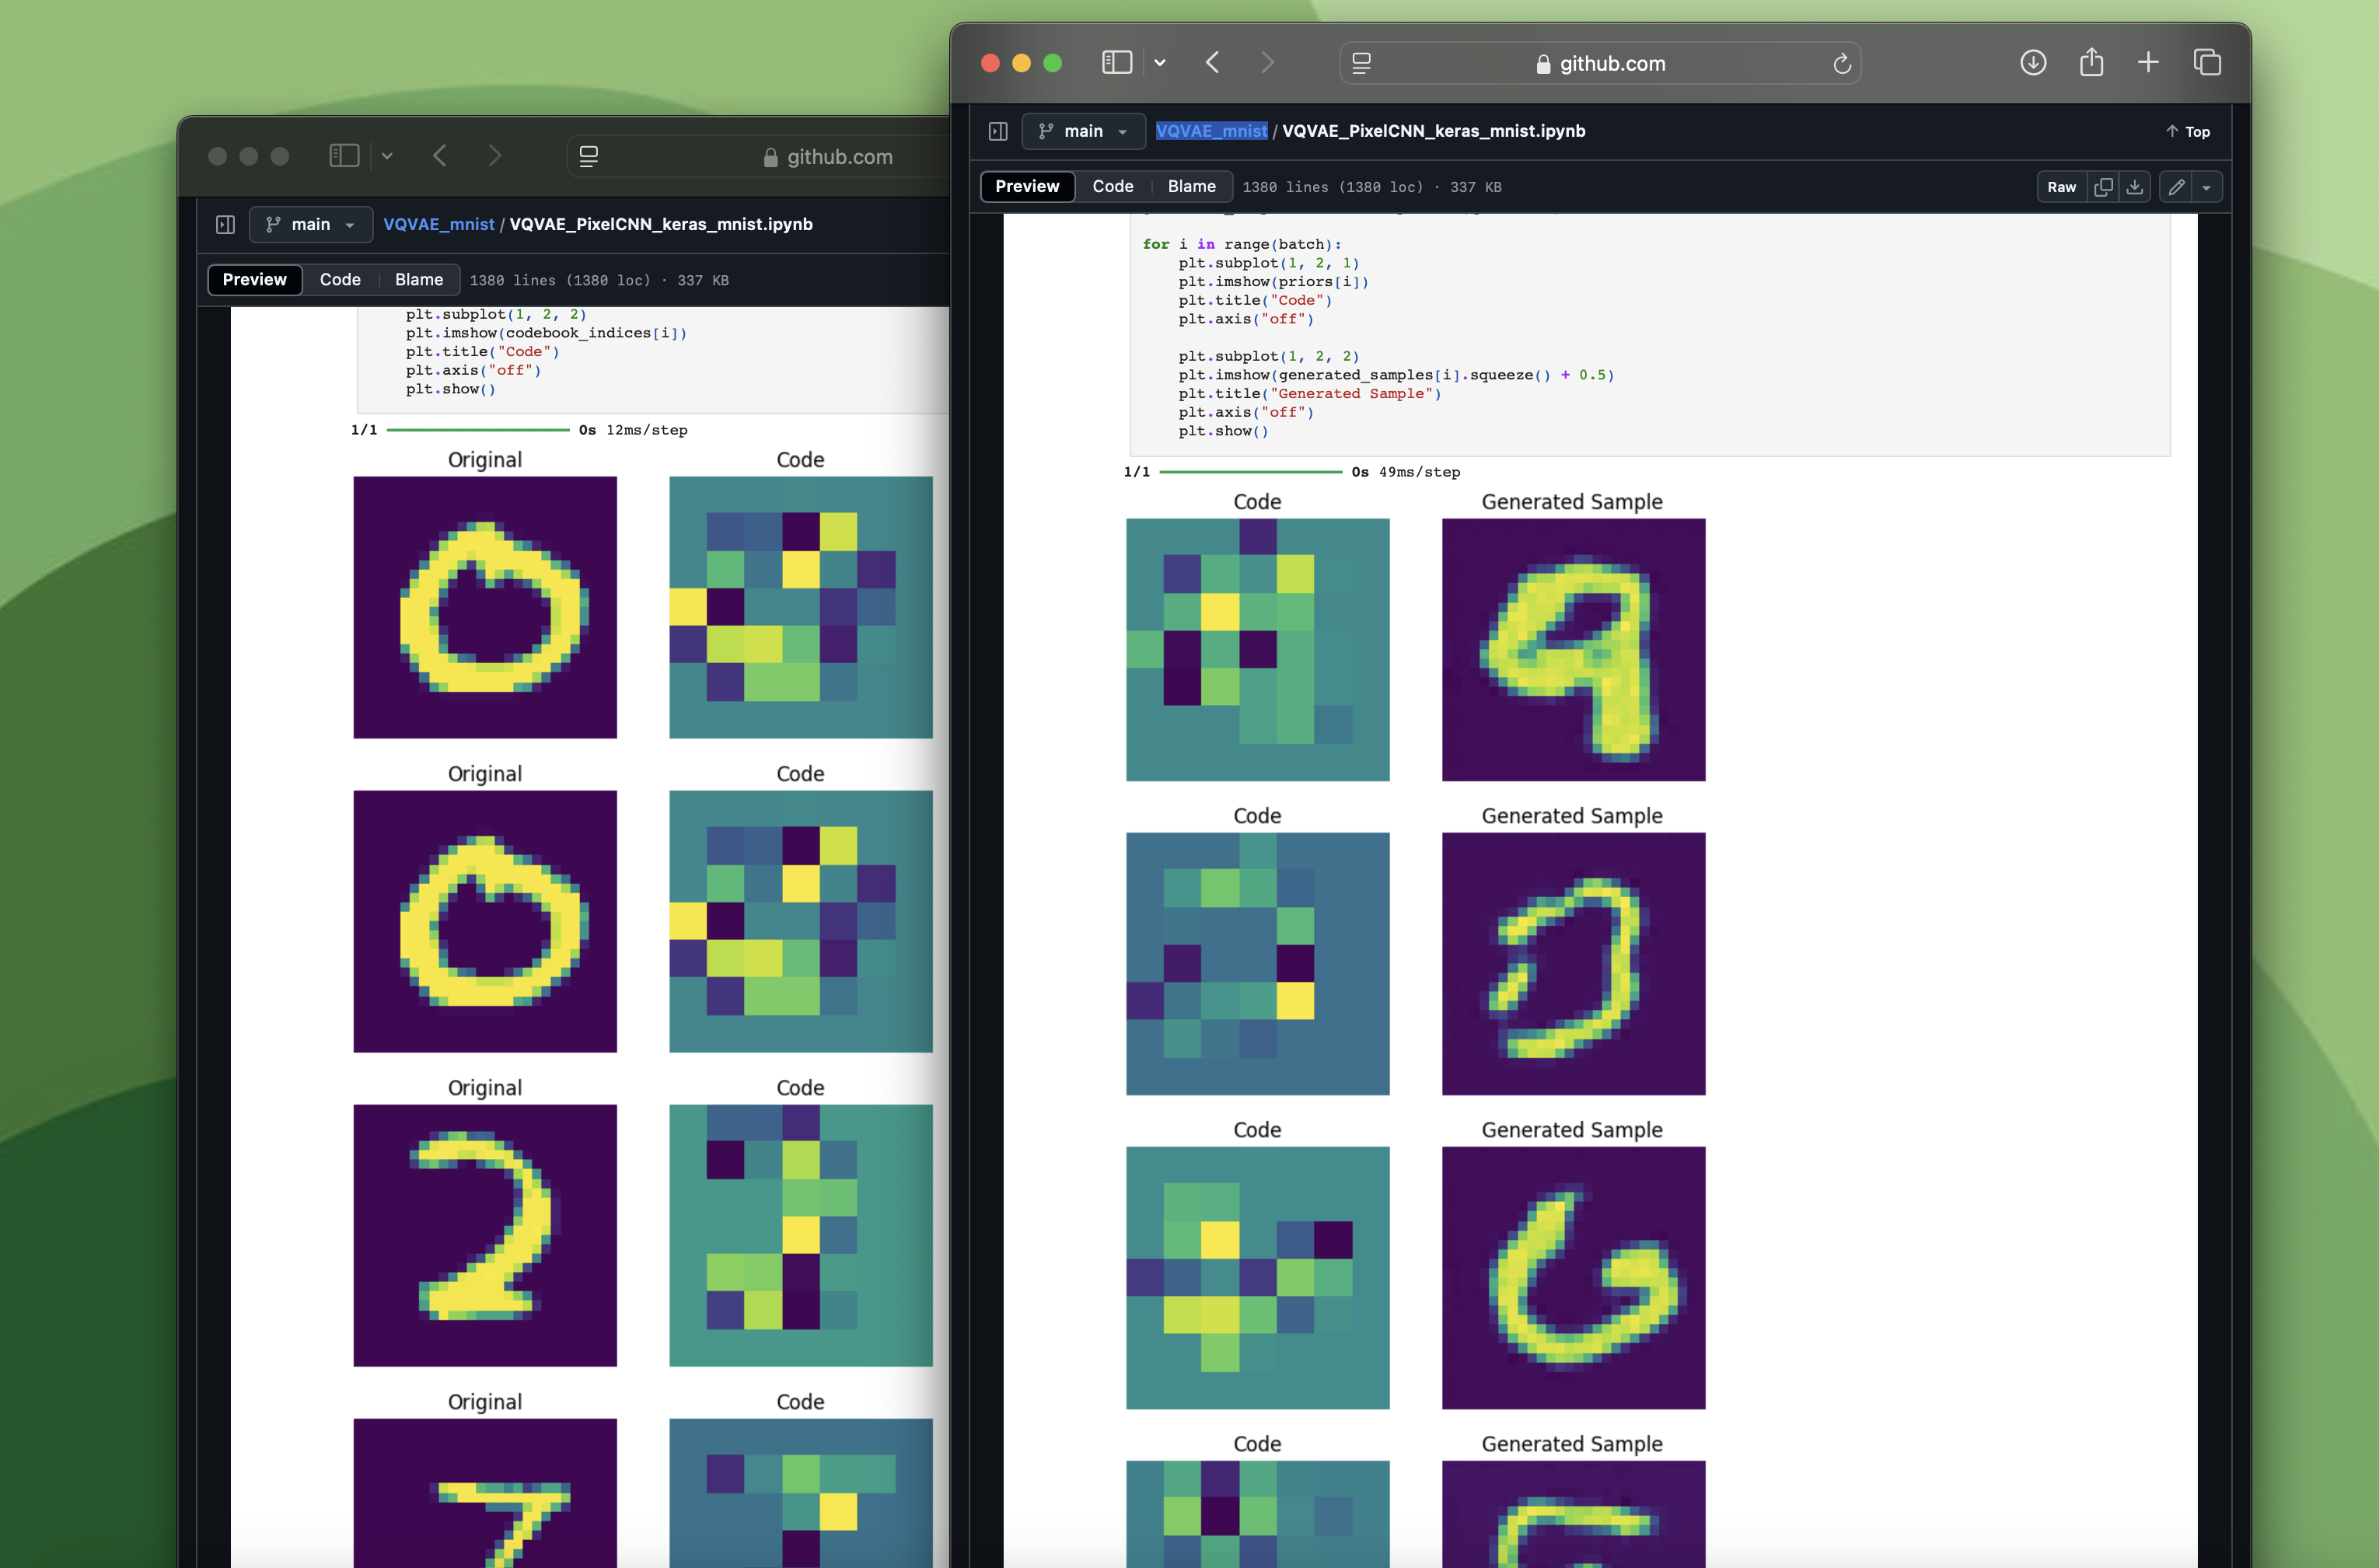 github.com
main
VQVAE_mnist / VQVAE_PixelCNN_keras_mnist.ipynb
Preview
Code
Blame
1380 lines (1380 loc) · 337 KB
plt.subplot(1, 2, 2)
plt.imshow(codebook_indices[i])
plt.title("Code")
plt.axis("off")
plt.show()
1/1
0s 12ms/step
Original
Code
Original
Code
Original
Code
Original
Code
github.com
main
VQVAE_mnist / VQVAE_PixelCNN_keras_mnist.ipynb
Top
Preview
Code
Blame
1380 lines (1380 loc) · 337 KB
Raw
for i in range(batch):
plt.subplot(1, 2, 1)
plt.imshow(priors[i])
plt.title("Code")
plt.axis("off")
plt.subplot(1, 2, 2)
plt.imshow(generated_samples[i].squeeze() + 0.5)
plt.title("Generated Sample")
plt.axis("off")
plt.show()
1/1
0s 49ms/step
Code
Generated Sample
Code
Generated Sample
Code
Generated Sample
Code
Generated Sample